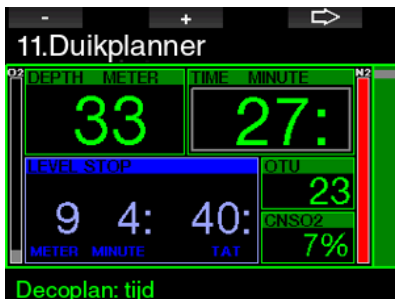 - +
11.Duikplanner
O2 DEPTH METER TIME MINUTE N2
33 27:
LEVEL STOP OTU
23
9 4: 40: CNSO2
METER MINUTE TAT 7%
Decoplan: tijd